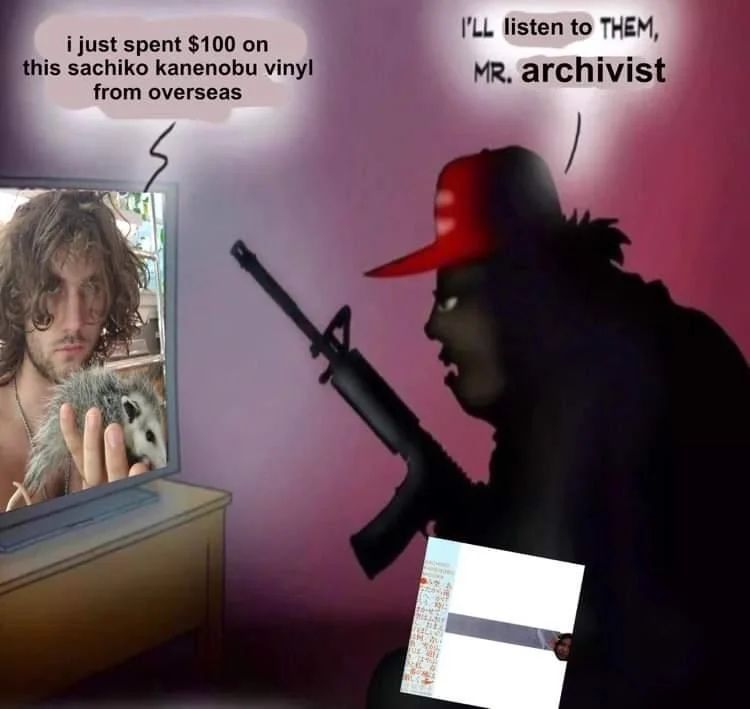 i just spent $100 on
this sachiko kanenobu vinyl
from overseas
I'LL listen to THEM,
MR. archivist